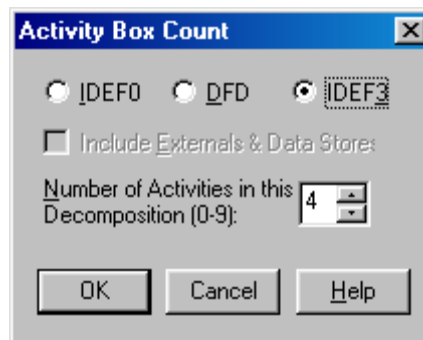 Activity Box Count
IDEF0 DFD IDEF3
Include Externals & Data Stores
Number of Activities in this
Decomposition (0-9):
4
OK Cancel Help